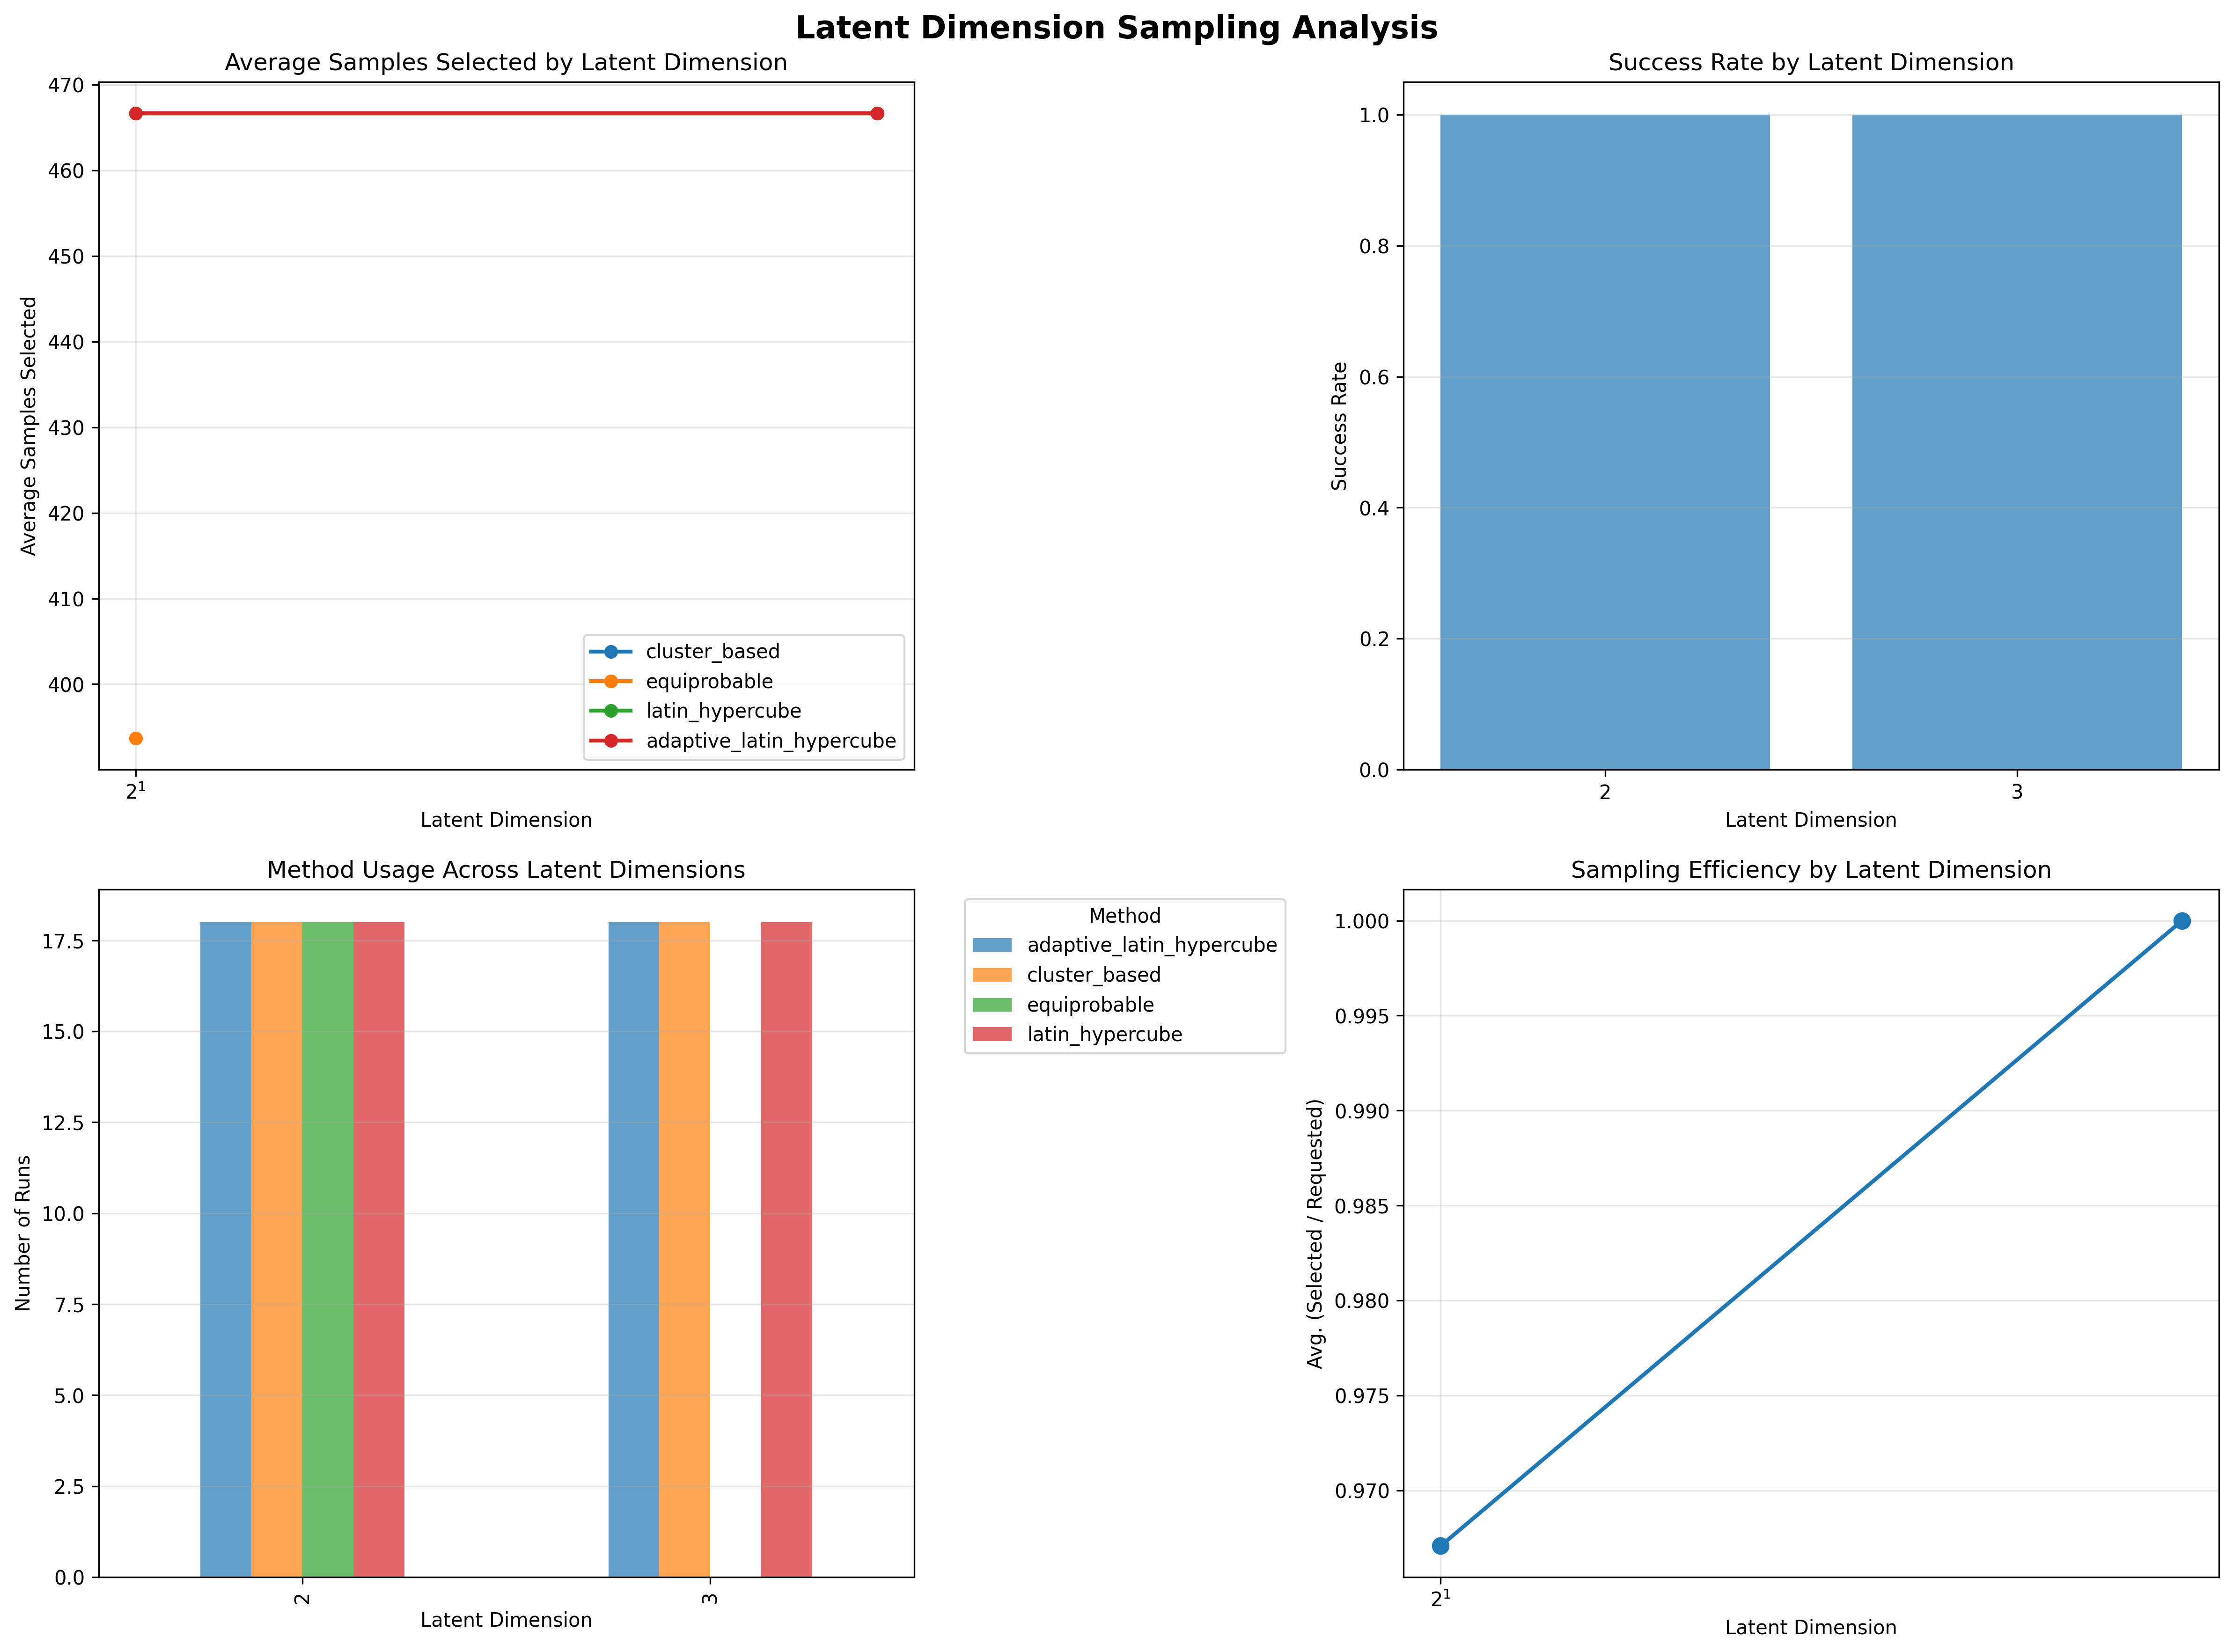 Latent Dimension Sampling Analysis
Average Samples Selected by Latent Dimension
470
460
450
440
430
420
410
400
Average Samples Selected
cluster_based
equiprobable
latin_hypercube
adaptive_latin_hypercube
2¹
Latent Dimension
Success Rate by Latent Dimension
1.0
0.8
0.6
0.4
0.2
0.0
Success Rate
2 3
Latent Dimension
Method Usage Across Latent Dimensions
17.5
15.0
12.5
10.0
7.5
5.0
2.5
0.0
Number of Runs
2 3
Latent Dimension
Method
adaptive_latin_hypercube
cluster_based
equiprobable
latin_hypercube
Sampling Efficiency by Latent Dimension
1.000
0.995
0.990
0.985
0.980
0.975
0.970
Avg. (Selected / Requested)
2¹
Latent Dimension